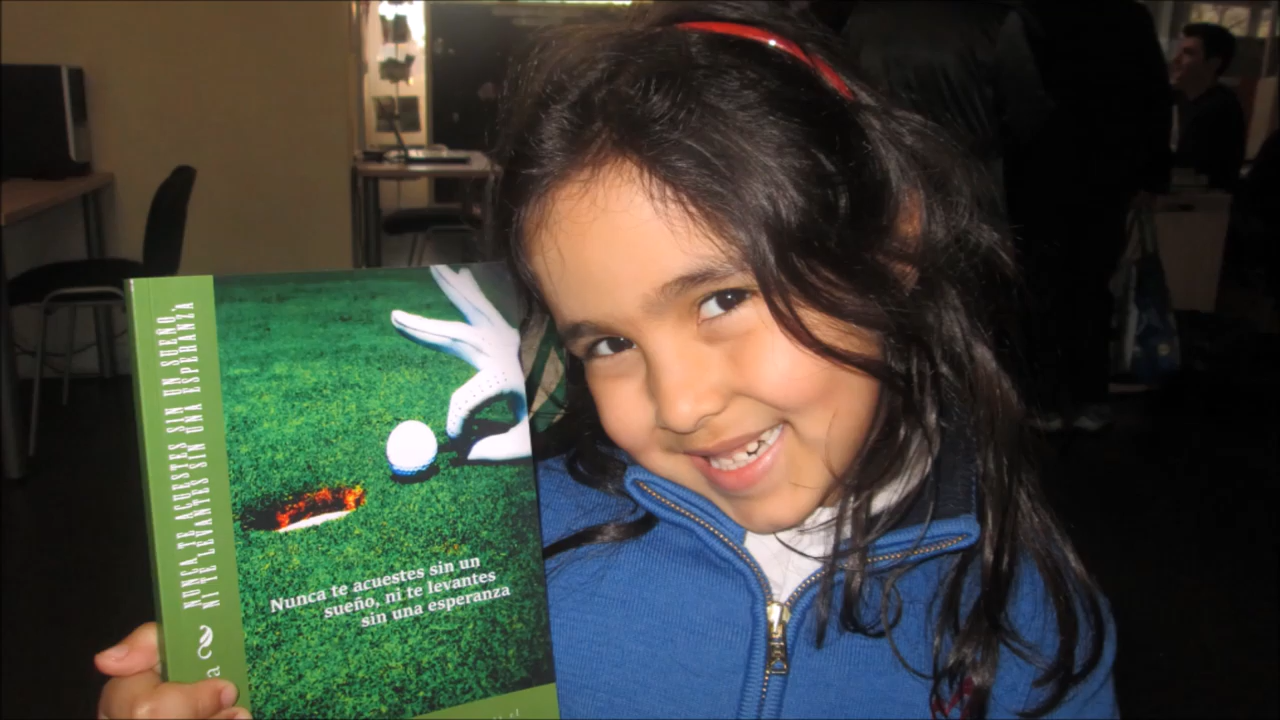 NUNCA TE ACUESTES SIN UN SUEÑO,
NI TE LEVANTES SIN UNA ESPERANZA
Nunca te acuestes sin un
sueño, ni te levantes
sin una esperanza